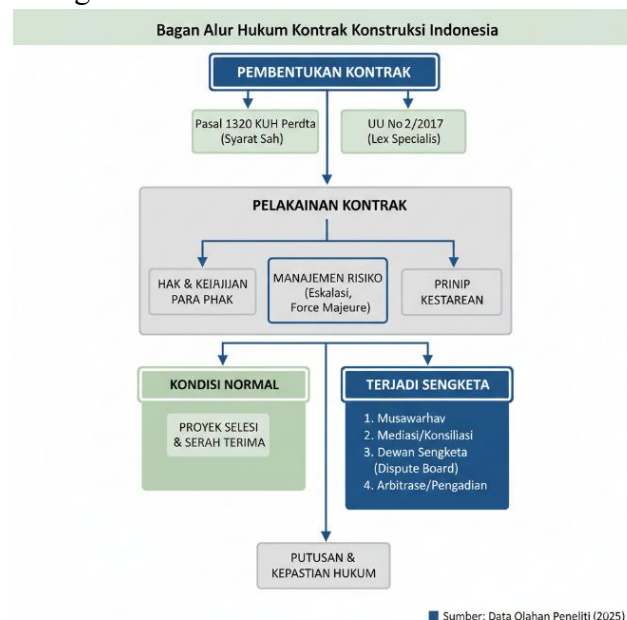 Bagan Alur Hukum Kontrak Konstruksi Indonesia
PEMBENTUKAN KONTRAK
Pasal 1320 KUH Perdta
(Syarat Sah)
UU No 2/2017
(Lex Specialis)
PELAKAINAN KONTRAK
HAK & KEIAJIJAN
PARA PHAK
MANAJEMEN RISIKO
(Eskalasi,
Force Majeure)
PRINIP
KESTAREAN
KONDISI NORMAL
PROYEK SELESI
& SERAH TERIMA
TERJADI SENGKETA
1. Musawarhav
2. Mediasi/Konsiliasi
3. Dewan Sengketa
(Dispute Board)
4. Arbitrase/Pengadian
PUTUSAN &
KEPASTIAN HUKUM
Sumber: Data Olahan Peneliti (2025)